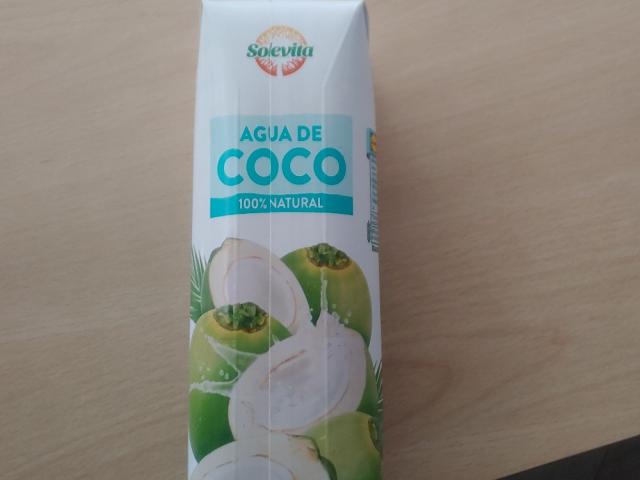 Solevita
AGUA DE
COCO
100% NATURAL